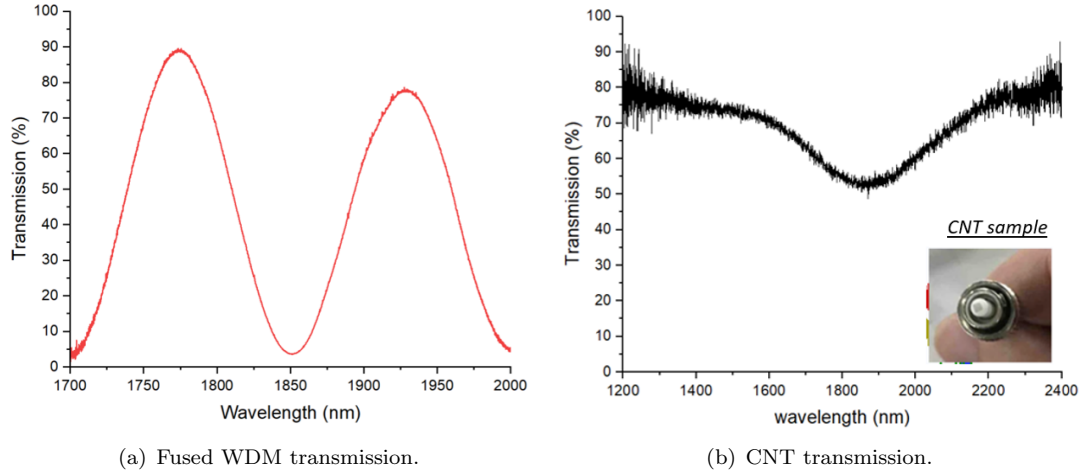 100
90
80
70
60
50
40
30
20
10
0
Transmission (%)
1700 1750 1800 1850 1900 1950 2000
Wavelength (nm)
(a) Fused WDM transmission.
100
90
80
70
60
50
40
30
20
10
0
Transmission (%)
CNT sample
1200 1400 1600 1800 2000 2200 2400
wavelength (nm)
(b) CNT transmission.